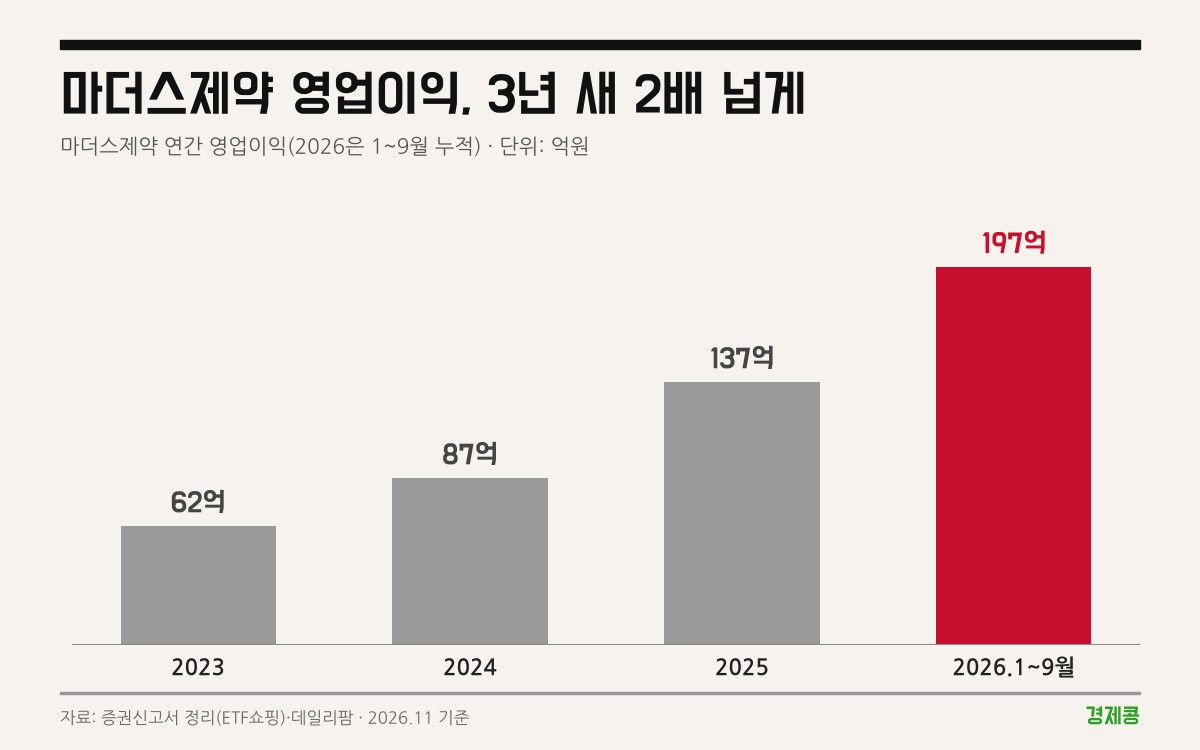 마더스제약 영업이익, 3년 새 2배 넘게
마더스제약 연간 영업이익(2026은 1~9월 누적) · 단위: 억원
197억
137억
87억
62억
2023
2024
2025
2026.1~9월
자료: 증권신고서 정리(ETF쇼핑)·데일리팜 · 2026.11 기준
경제콩